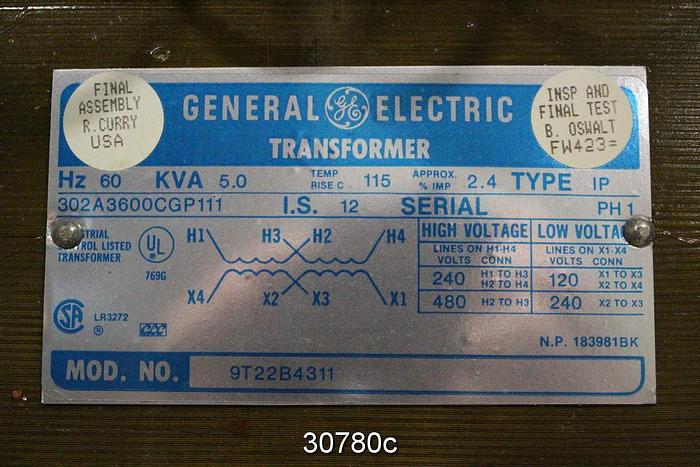 FINAL
ASSEMBLY
R. CURRY
USA
GENERAL GE ELECTRIC
TRANSFORMER
INSP AND
FINAL TEST
B. OSWALT
FW423=
Hz 60 KVA 5.0 TEMP RISE C 115 APPROX. % IMP 2.4 TYPE IP
302A3600CGP111 I.S. 12 SERIAL PH 1
LISTED
TRANSFORMER
UL
769G
H1 H3 H2 H4
X4 X2 X3 X1
HIGH VOLTAGE LOW
LINES ON H1-H4 LINES ON X1-X4
VOLTS CONN VOLTS CONN
240 H1 TO H3 H2 TO H4 120 X1 TO X3 X2 TO X4
480 H2 TO H3 240 X2 TO X3
SA LR3272
®
N.P. 183981BK
MOD. NO. 9T22B4311
30780c